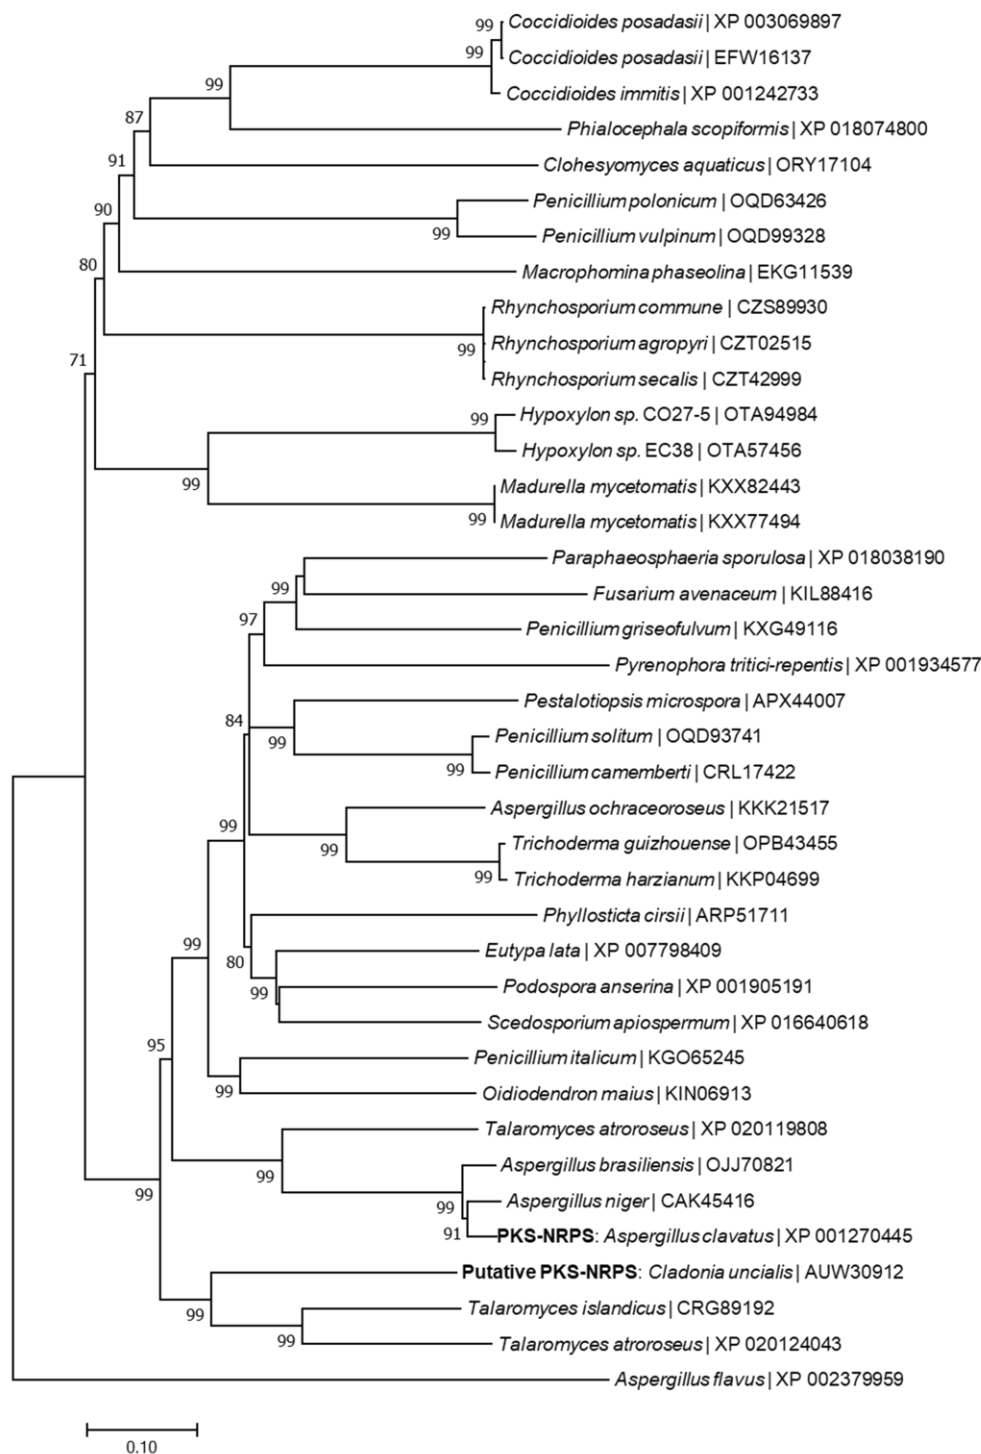 99
Coccidioides posadasii | XP 003069897
99
Coccidioides posadasii | EFW16137
99
Coccidioides immitis | XP 001242733
87
Phialocephala scopiformis | XP 018074800
91
Clohesyomyces aquaticus | ORY17104
90
Penicillium polonicum | OQD63426
99
Penicillium vulpinum | OQD99328
80
Macrophomina phaseolina | EKG11539
Rhynchosporium commune | CZS89930
99
Rhynchosporium agropyri | CZT02515
71
Rhynchosporium secalis | CZT42999
99
Hypoxylon sp. CO27-5 | OTA94984
Hypoxylon sp. EC38 | OTA57456
99
Madurella mycetomatis | KXX82443
99
Madurella mycetomatis | KXX77494
Paraphaeosphaeria sporulosa | XP 018038190
99
Fusarium avenaceum | KIL88416
97
Penicillium griseofulvum | KXG49116
Pyrenophora tritici-repentis | XP 001934577
84
Pestalotiopsis microspora | APX44007
99
Penicillium solitum | OQD93741
99
Penicillium camemberti | CRL17422
Aspergillus ochraceoroseus | KKK21517
99
99
Trichoderma guizhouense | OPB43455
99
Trichoderma harzianum | KKP04699
Phyllosticta cirsii | ARP51711
99
80
Eutypa lata | XP 007798409
99
Podospora anserina | XP 001905191
Scedosporium apiospermum | XP 016640618
95
Penicillium italicum | KGO65245
99
Oidiodendron maius | KIN06913
Talaromyces atroroseus | XP 020119808
99
Aspergillus brasiliensis | OJJ70821
99
99
Aspergillus niger | CAK45416
91
PKS-NRPS: Aspergillus clavatus | XP 001270445
Putative PKS-NRPS: Cladonia uncialis | AUW30912
99
Talaromyces islandicus | CRG89192
99
Talaromyces atroroseus | XP 020124043
Aspergillus flavus | XP 002379959
0.10